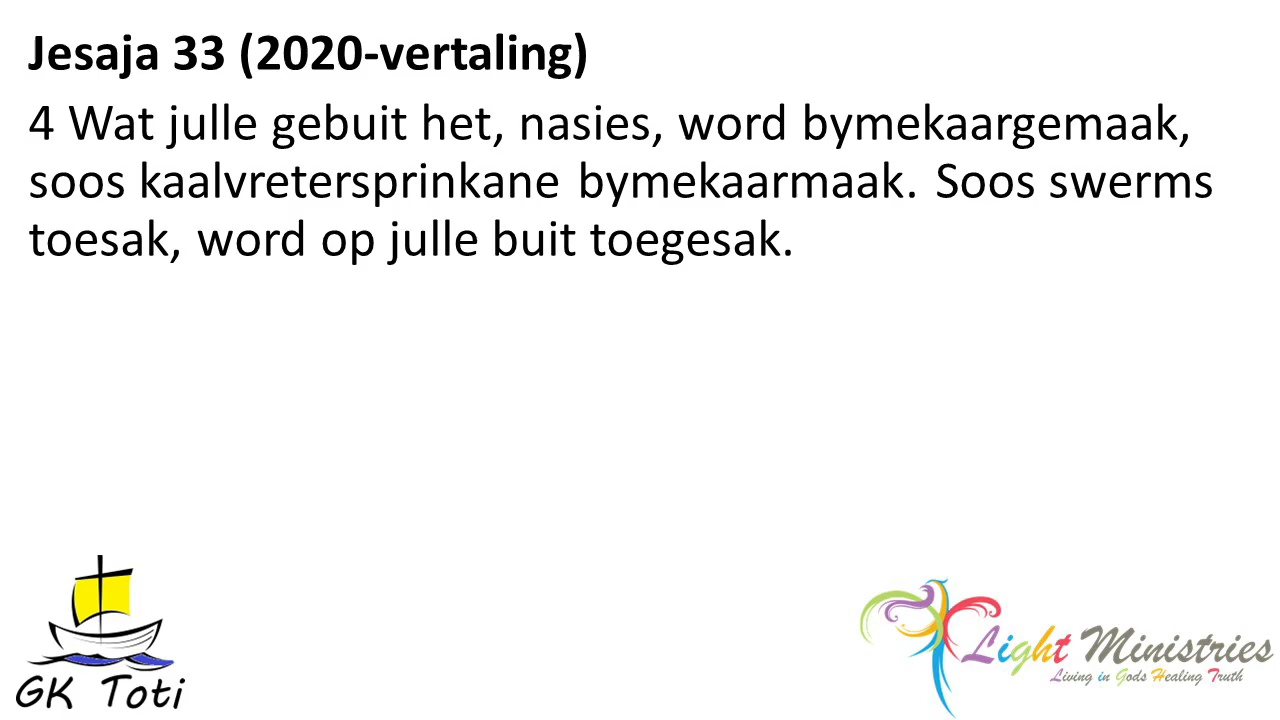 Jesaja 33 (2020-vertaling)
4 Wat julle gebuit het, nasies, word bymekaargemaak,
soos kaalvretersprinkane bymekaarmaak. Soos swerms
toesak, word op julle buit toegesak.
GK Toti
Light Ministries
Living in Gods Healing Truth